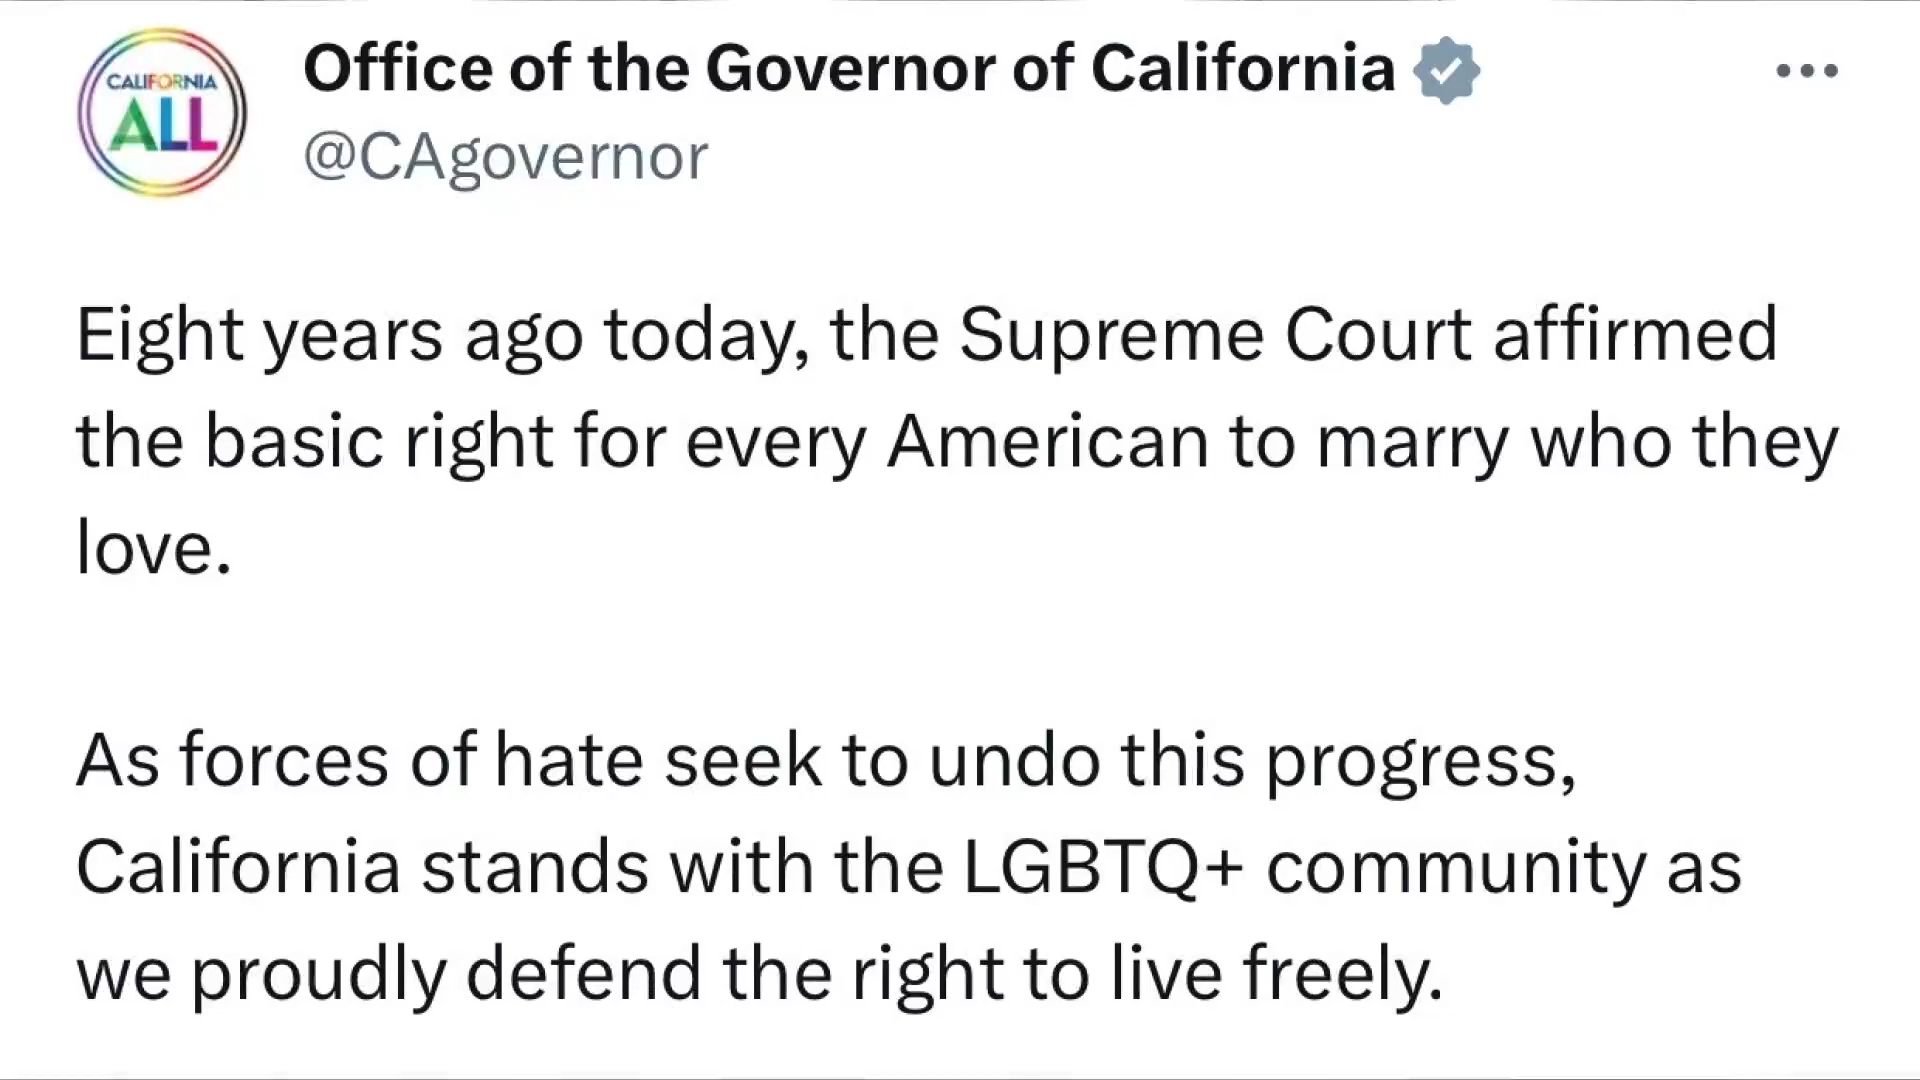 CALIFORNIA
ALL
Office of the Governor of California
@CAgovernor
Eight years ago today, the Supreme Court affirmed
the basic right for every American to marry who they
love.
As forces of hate seek to undo this progress,
California stands with the LGBTQ+ community as
we proudly defend the right to live freely.